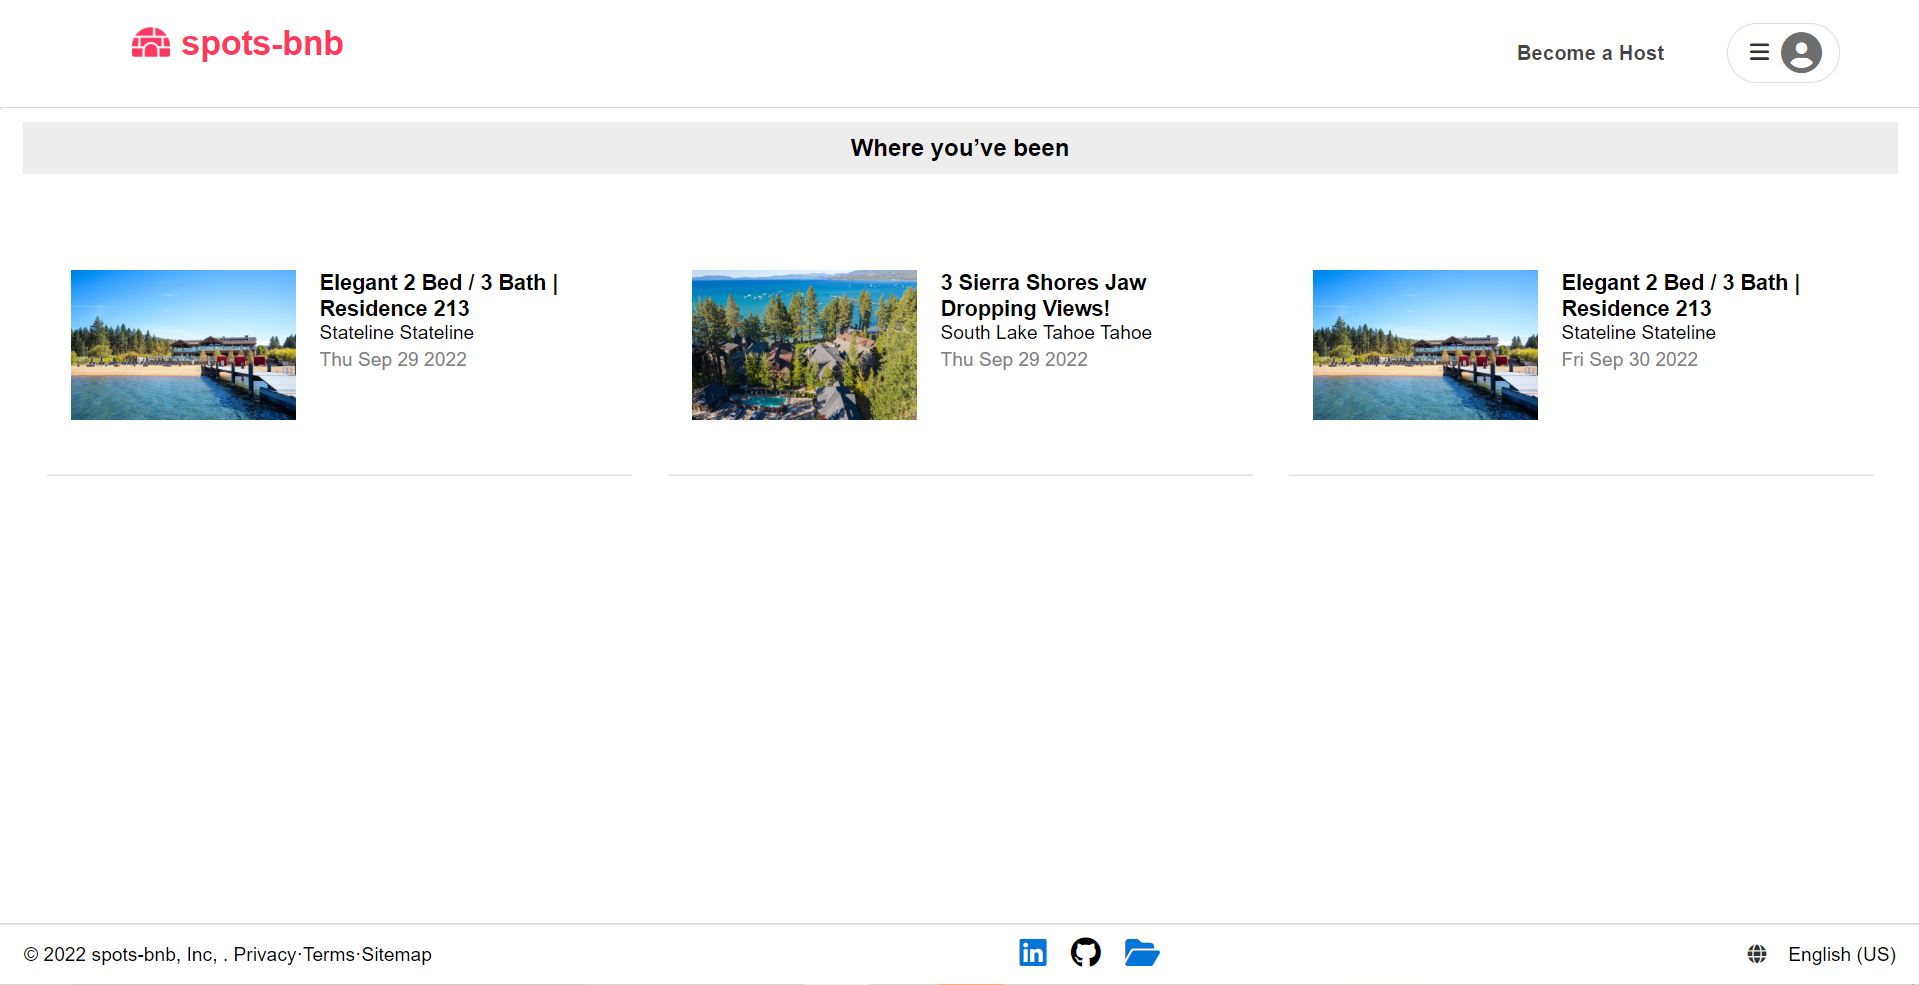 spots-bnb
Become a Host
Where you’ve been
Elegant 2 Bed / 3 Bath |
Residence 213
Stateline Stateline
Thu Sep 29 2022
3 Sierra Shores Jaw
Dropping Views!
South Lake Tahoe Tahoe
Thu Sep 29 2022
Elegant 2 Bed / 3 Bath |
Residence 213
Stateline Stateline
Fri Sep 30 2022
© 2022 spots-bnb, Inc, . Privacy·Terms·Sitemap
in
English (US)